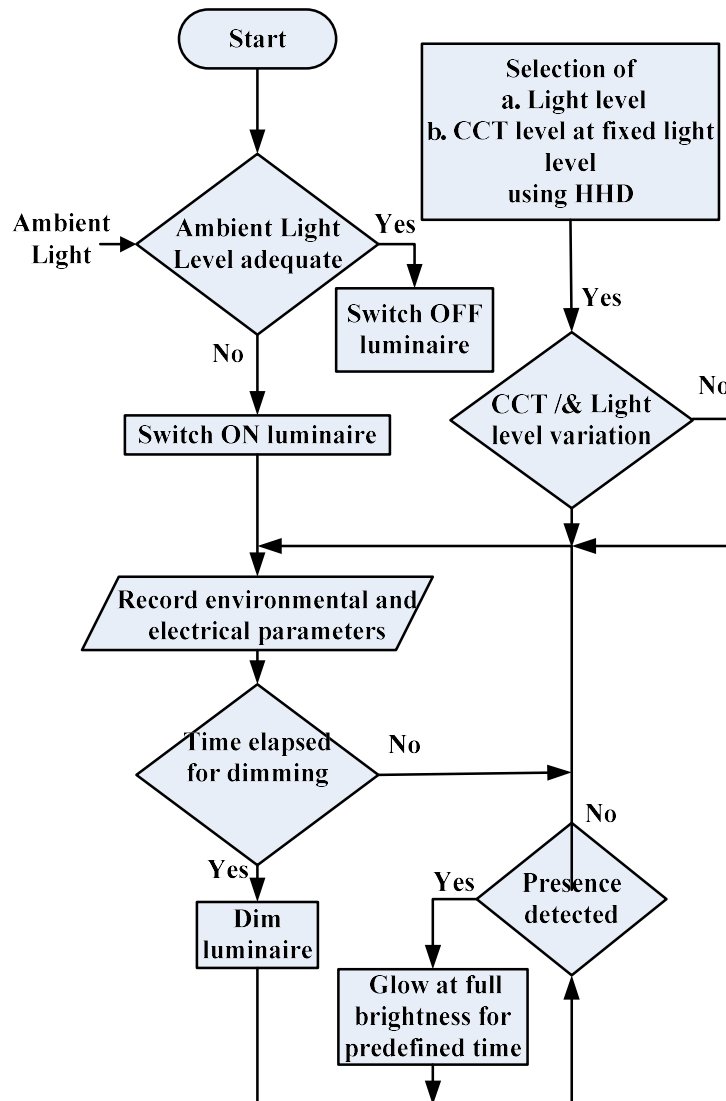 Start
Selection of
a. Light level
b. CCT level at fixed light
level
using HHD
Ambient
Light
Ambient Light
Level adequate
Yes
Switch OFF
luminaire
No
Switch ON luminaire
Yes
CCT /& Light
level variation
No
Record environmental and
electrical parameters
Time elapsed
for dimming
No
Yes
Dim
luminaire
No
Presence
detected
Yes
Glow at full
brightness for
predefined time